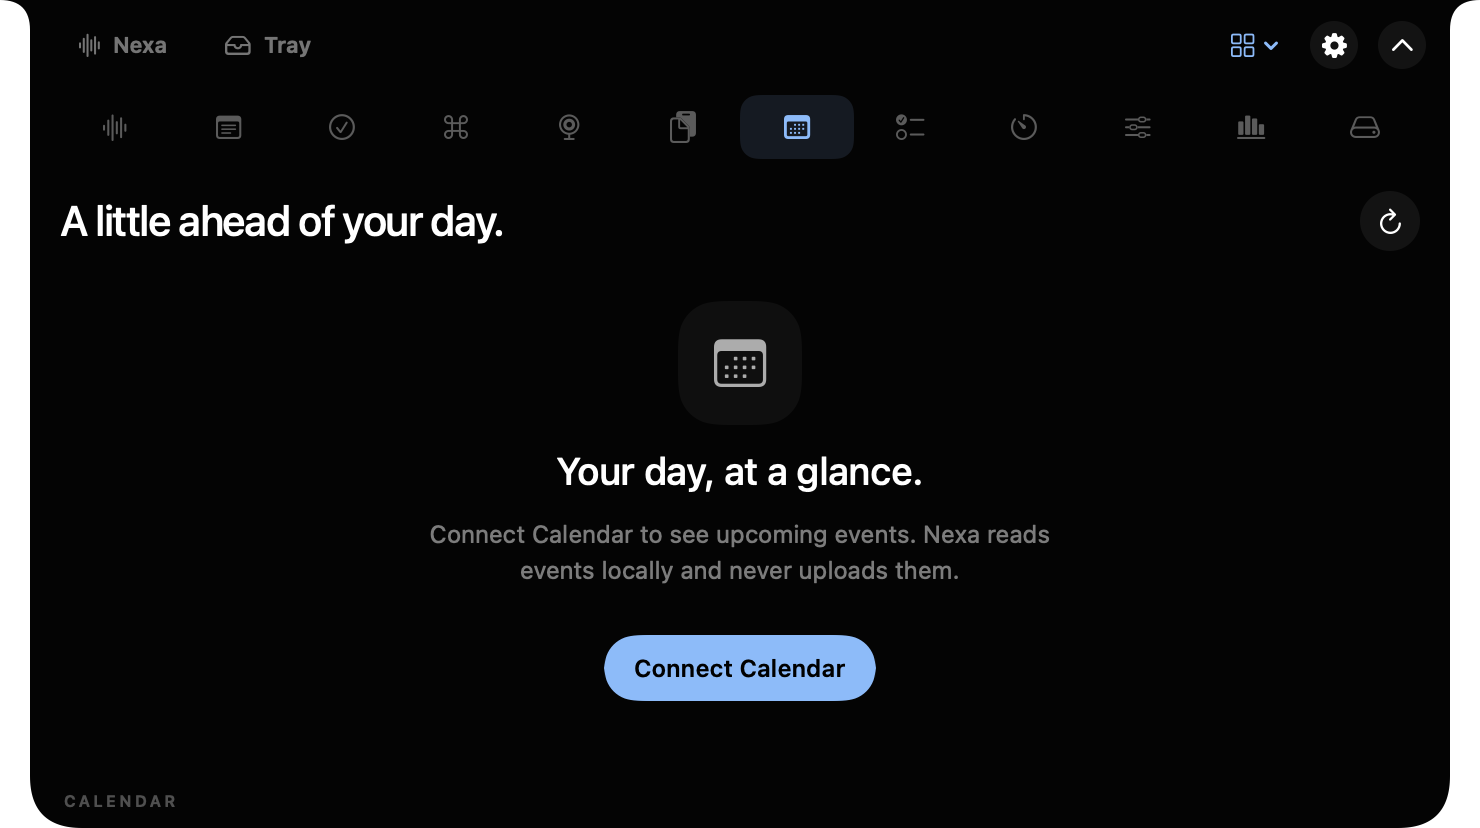 Nexa
Tray
A little ahead of your day.
Your day, at a glance.
Connect Calendar to see upcoming events. Nexa reads
events locally and never uploads them.
Connect Calendar
CALENDAR